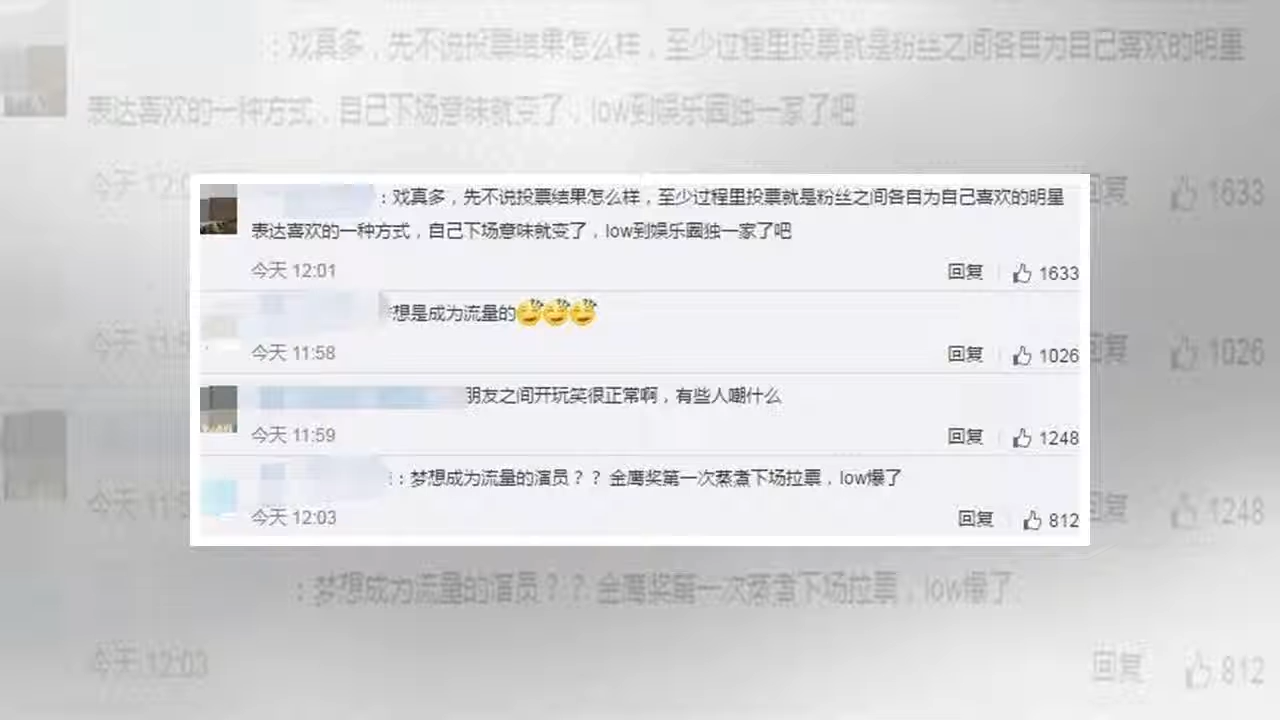 ：戏真多，先不说投票结果怎么样，至少过程里投票就是粉丝之间各自为自己喜欢的明星
表达喜欢的一种方式，自己下场意味就变了，low到娱乐圈独一家了吧
今天 12:01
回复 1633
想是成为流量的
今天 11:58
回复 1026
朋友之间开玩笑很正常啊，有些人嘲什么
今天 11:59
回复 1248
：梦想成为流量的演员？？ 金鹰奖第一次蒸煮下场拉票，low爆了
今天 12:03
回复 812